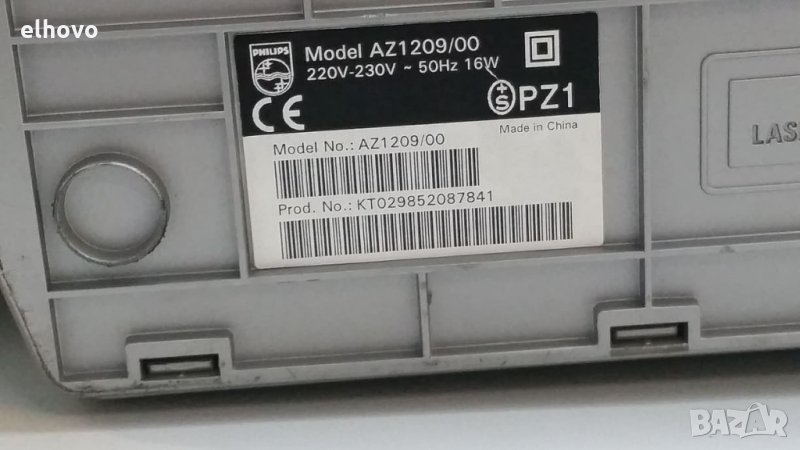 elhovo
PHILIPS
Model AZ1209/00
220V-230V ~ 50Hz 16W
CE
+S PZ1
Made in China
Model No.: AZ1209/00
Prod. No.: KT029852087841
LAS
BAZAR